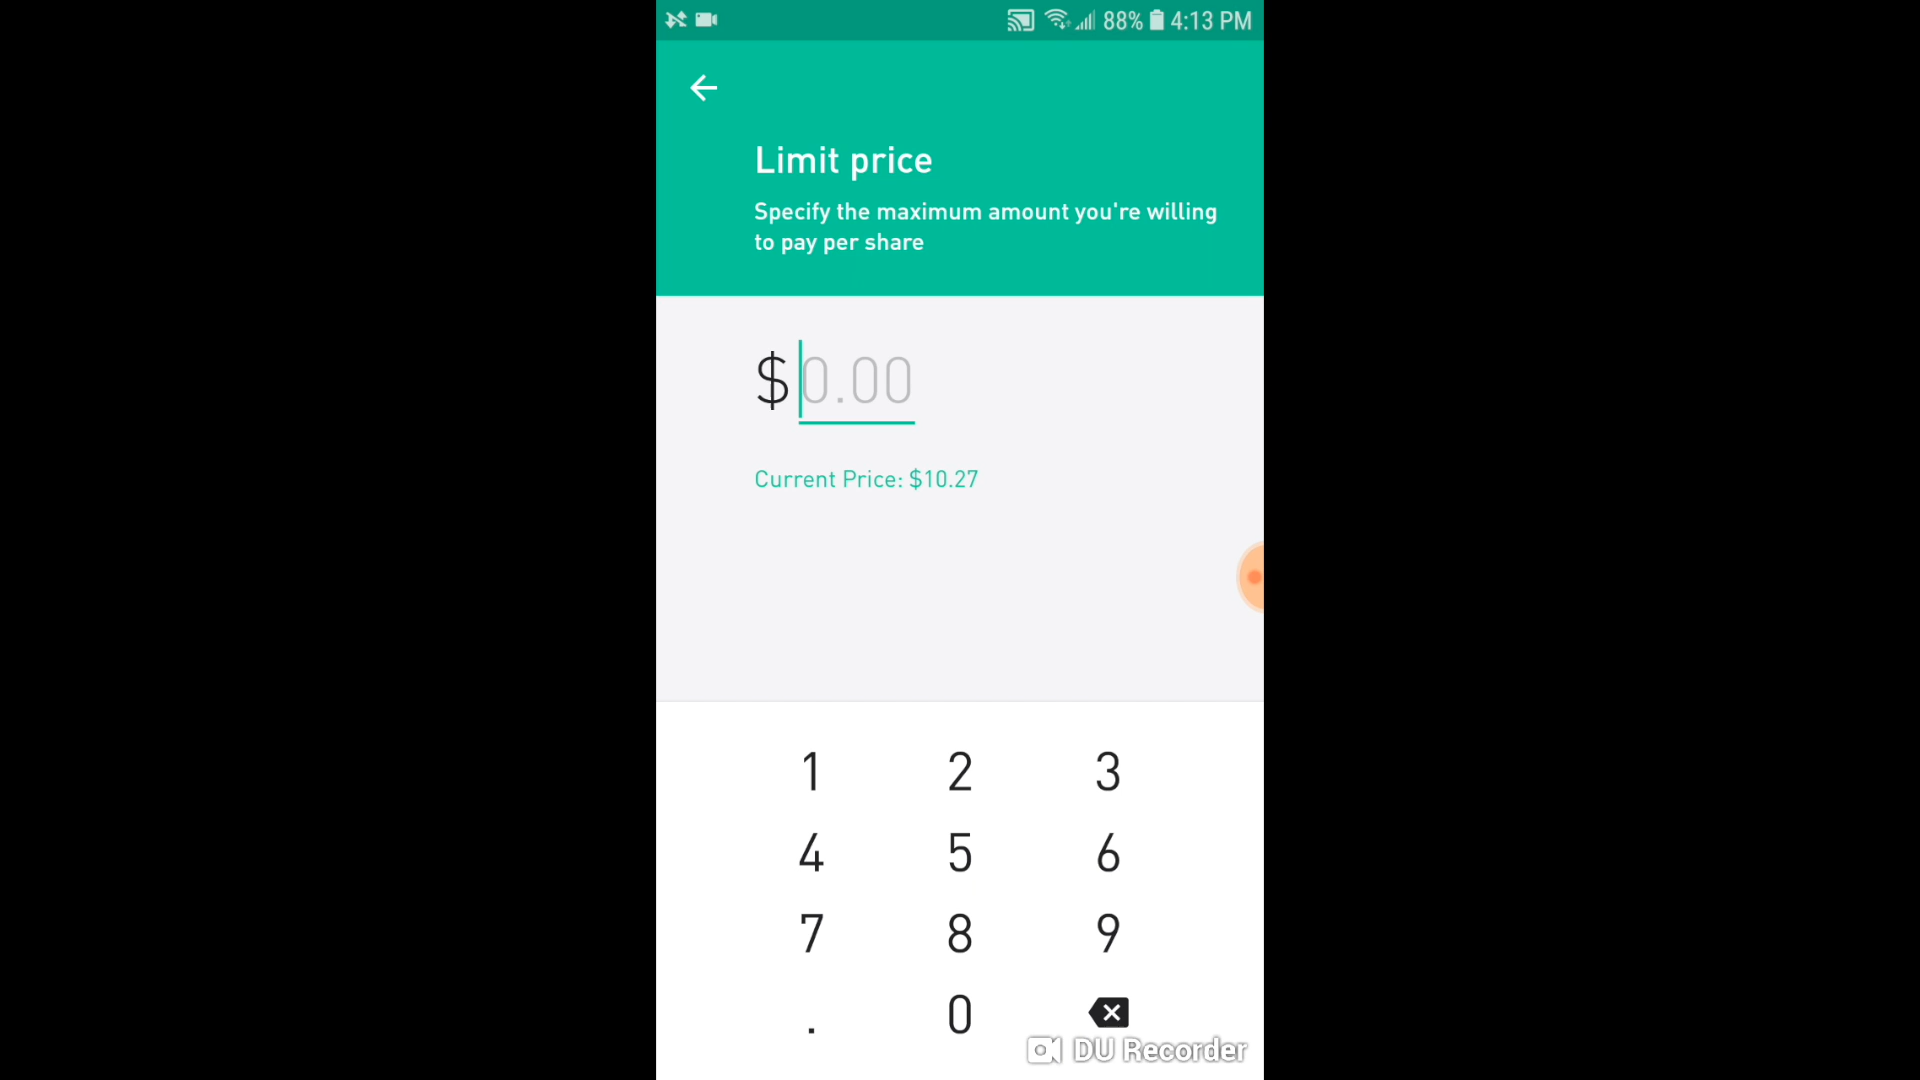 88% 4:13 PM
Limit price
Specify the maximum amount you're willing
to pay per share
$0.00
Current Price: $10.27
1 2 3
4 5 6
7 8 9
. 0
DU Recorder